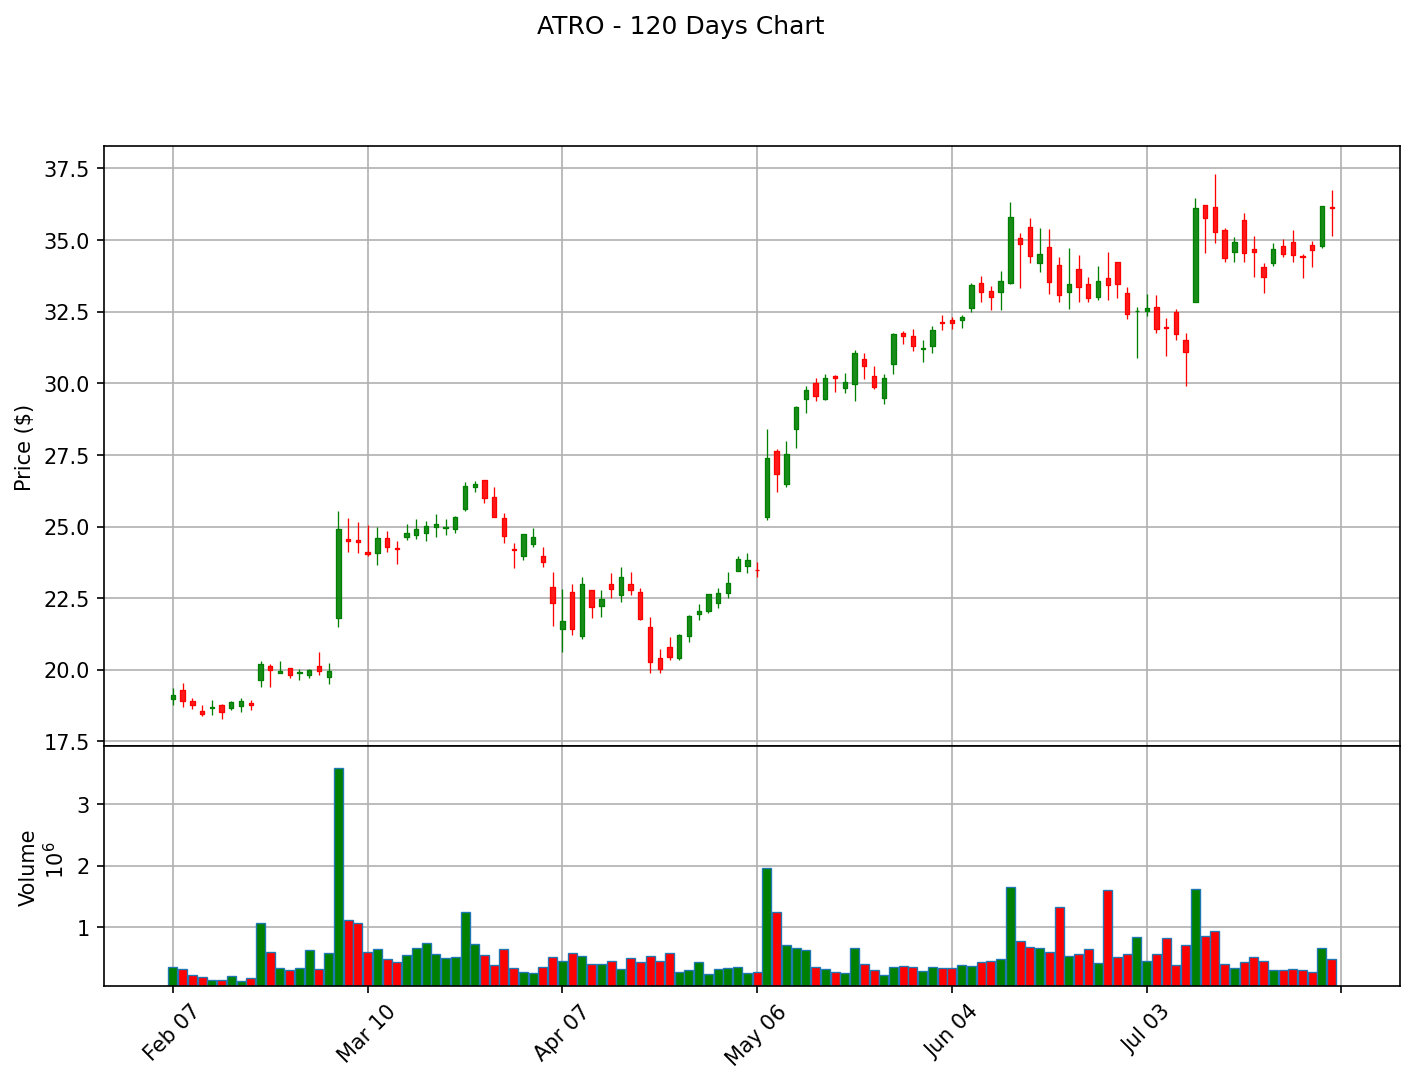 ATRO - 120 Days Chart
37.5
35.0
32.5
30.0
27.5
25.0
22.5
20.0
17.5
Price ($)
3
2
1
Volume
10⁶
Feb 07
Mar 10
Apr 07
May 06
Jun 04
Jul 03